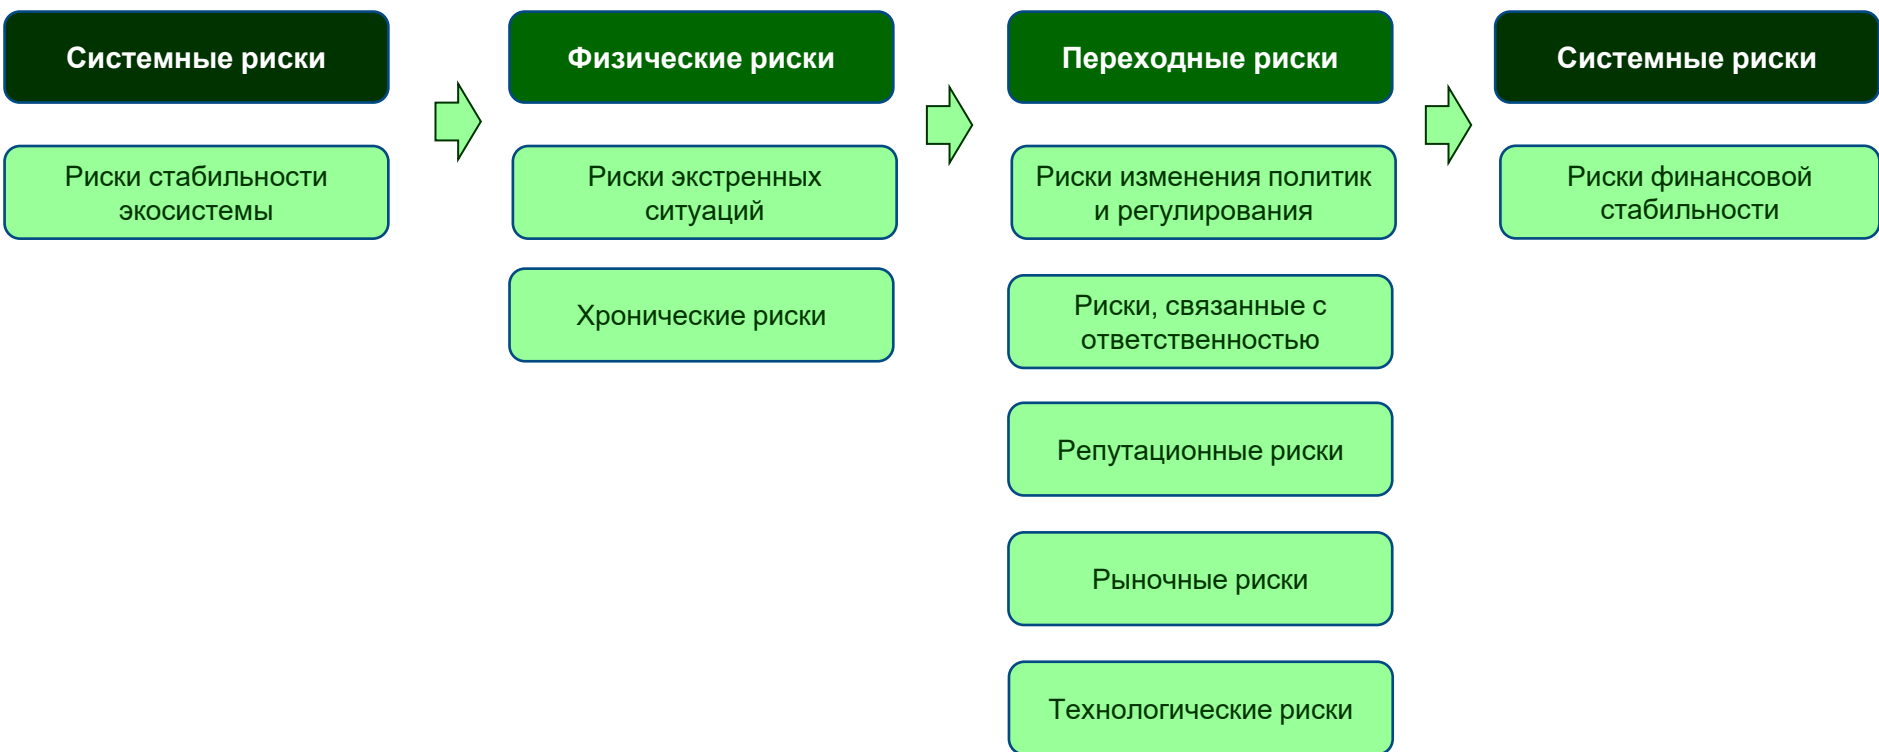 Системные риски
Риски стабильности
экосистемы
Физические риски
Риски экстренных
ситуаций
Хронические риски
Переходные риски
Риски изменения политик
и регулирования
Риски, связанные с
ответственностью
Репутационные риски
Рыночные риски
Технологические риски
Системные риски
Риски финансовой
стабильности